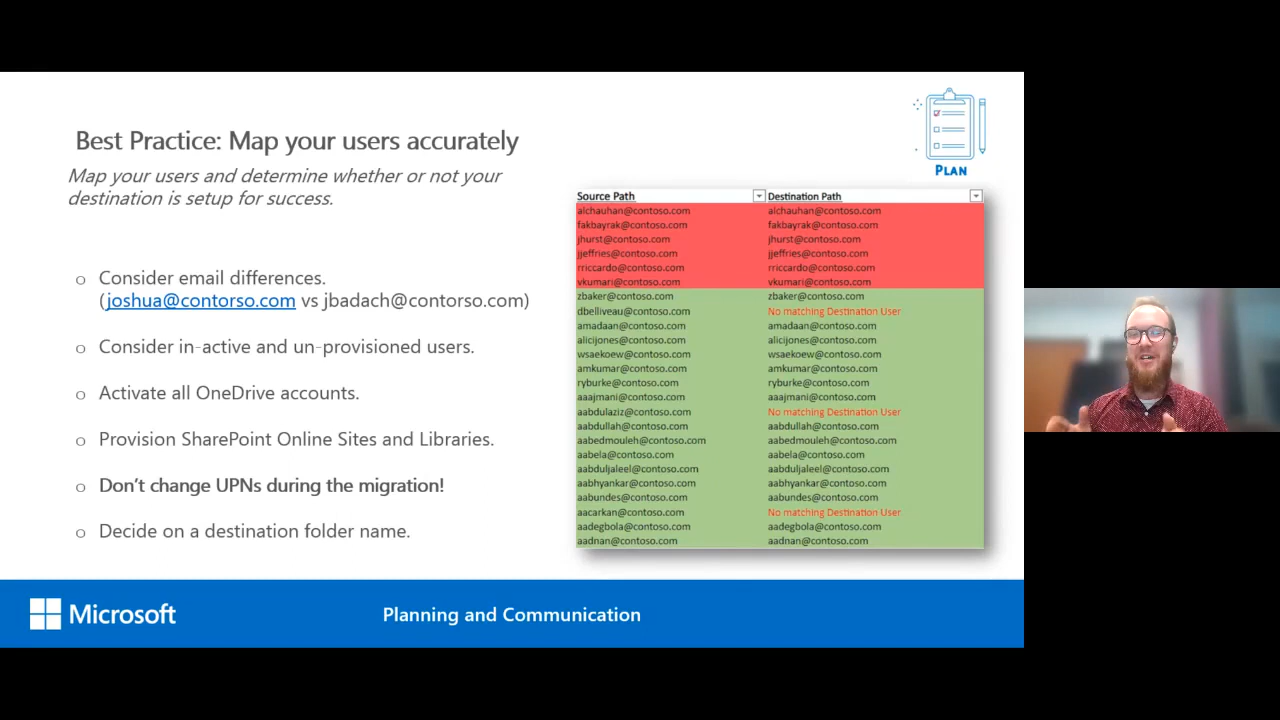 Best Practice: Map your users accurately
Map your users and determine whether or not your
destination is setup for success.
PLAN
o Consider email differences.
(joshua@contorso.com vs jbadach@contorso.com)
o Consider in-active and un-provisioned users.
o Activate all OneDrive accounts.
o Provision SharePoint Online Sites and Libraries.
o Don't change UPNs during the migration!
o Decide on a destination folder name.
Source Path Destination Path
alchauhan@contoso.com alchauhan@contoso.com
fakbayrak@contoso.com fakbayrak@contoso.com
jhurst@contoso.com jhurst@contoso.com
jjeffries@contoso.com jjeffries@contoso.com
rriccardo@contoso.com rriccardo@contoso.com
vkumari@contoso.com vkumari@contoso.com
zbaker@contoso.com zbaker@contoso.com
dbelliveau@contoso.com No matching Destination User
amadaan@contoso.com amadaan@contoso.com
alicijones@contoso.com alicijones@contoso.com
wsaekoew@contoso.com wsaekoew@contoso.com
amkumar@contoso.com amkumar@contoso.com
ryburke@contoso.com ryburke@contoso.com
aaajmani@contoso.com aaajmani@contoso.com
aabdulaziz@contoso.com No matching Destination User
aabdullah@contoso.com aabdullah@contoso.com
aabedmouleh@contoso.com aabedmouleh@contoso.com
aabela@contoso.com aabela@contoso.com
aabduljaleel@contoso.com aabduljaleel@contoso.com
aabhyankar@contoso.com aabhyankar@contoso.com
aabundes@contoso.com aabundes@contoso.com
aacarkan@contoso.com No matching Destination User
aadegbola@contoso.com aadegbola@contoso.com
aadnan@contoso.com aadnan@contoso.com
Microsoft
Planning and Communication